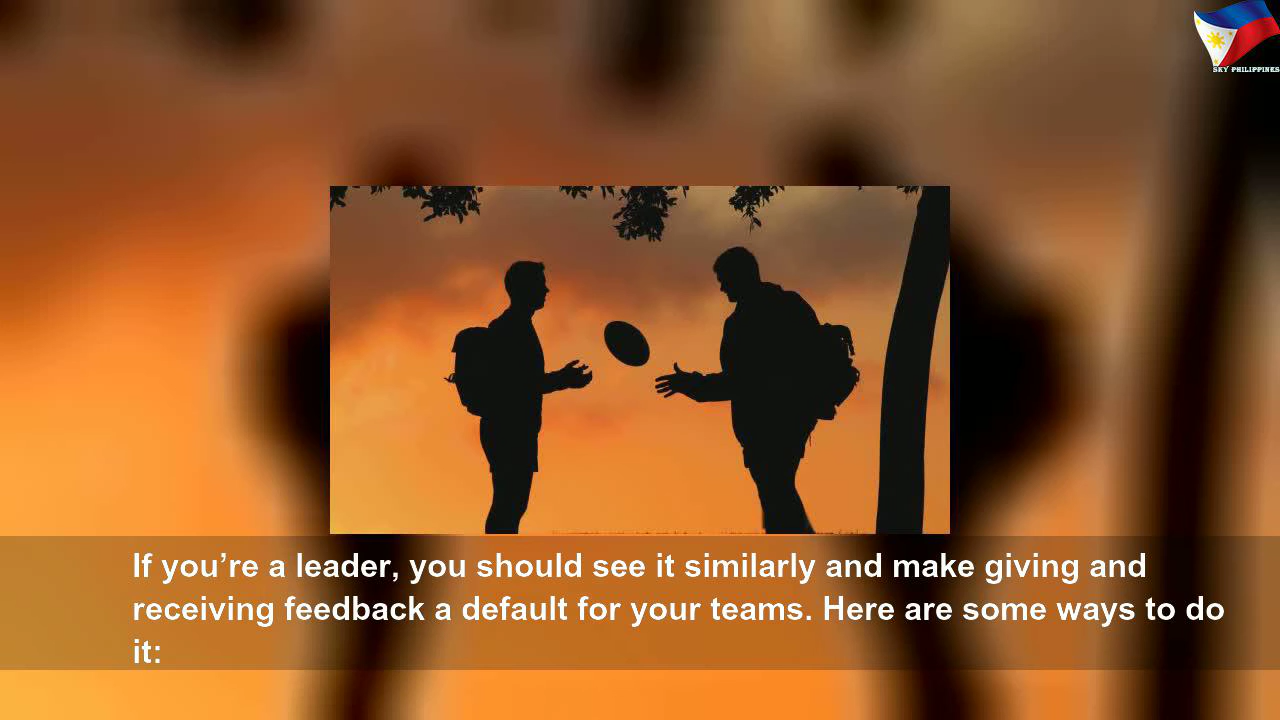 SKY PHILIPPINES
If you’re a leader, you should see it similarly and make giving and
receiving feedback a default for your teams. Here are some ways to do
it: